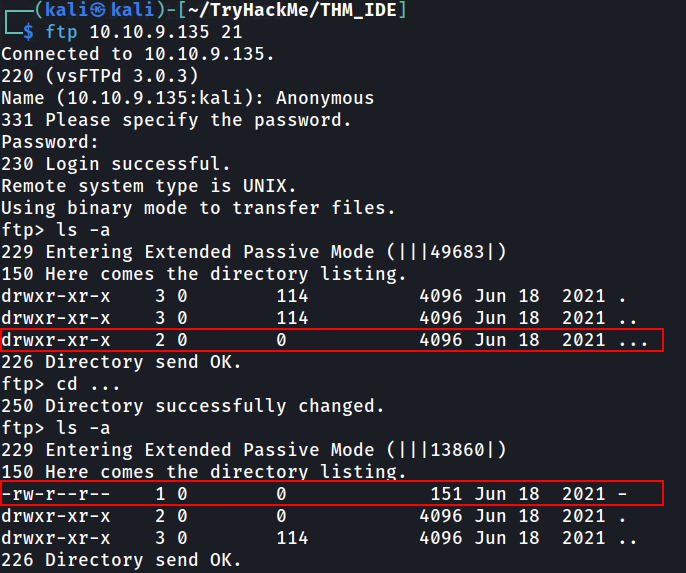 ┌──(kali㉿kali)-[~/TryHackMe/THM_IDE]
└─$ ftp 10.10.9.135 21
Connected to 10.10.9.135.
220 (vsFTPd 3.0.3)
Name (10.10.9.135:kali): Anonymous
331 Please specify the password.
Password:
230 Login successful.
Remote system type is UNIX.
Using binary mode to transfer files.
ftp> ls -a
229 Entering Extended Passive Mode (|||49683|)
150 Here comes the directory listing.
drwxr-xr-x    3 0        114          4096 Jun 18  2021 .
drwxr-xr-x    3 0        114          4096 Jun 18  2021 ..
drwxr-xr-x    2 0        0            4096 Jun 18  2021 ...
226 Directory send OK.
ftp> cd ...
250 Directory successfully changed.
ftp> ls -a
229 Entering Extended Passive Mode (|||13860|)
150 Here comes the directory listing.
-rw-r--r--    1 0        0             151 Jun 18  2021 -
drwxr-xr-x    2 0        0            4096 Jun 18  2021 .
drwxr-xr-x    3 0        114          4096 Jun 18  2021 ..
226 Directory send OK.